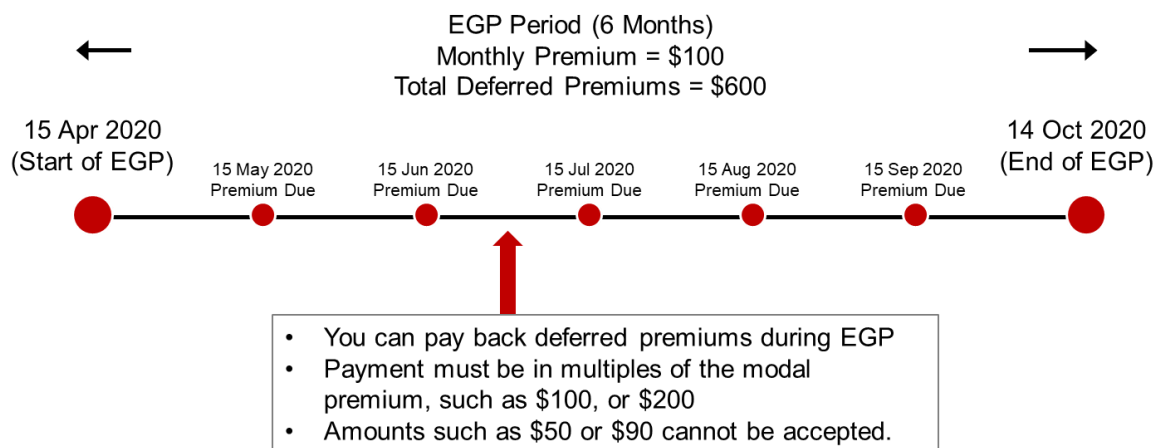 EGP Period (6 Months)
Monthly Premium = $100
Total Deferred Premiums = $600
15 Apr 2020
(Start of EGP)
15 May 2020
Premium Due
15 Jun 2020
Premium Due
15 Jul 2020
Premium Due
15 Aug 2020
Premium Due
15 Sep 2020
Premium Due
14 Oct 2020
(End of EGP)
• You can pay back deferred premiums during EGP
• Payment must be in multiples of the modal
premium, such as $100, or $200
• Amounts such as $50 or $90 cannot be accepted.